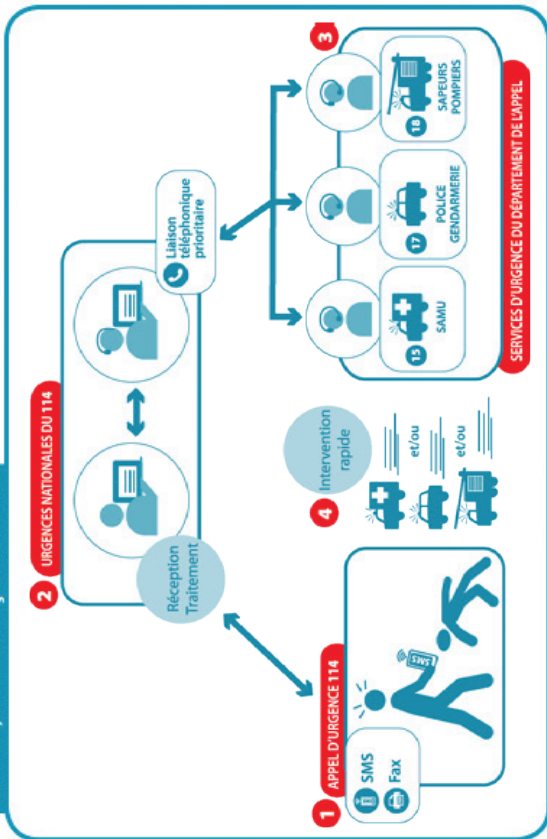 1 APPEL D'URGENCE 114
SMS
Fax
SMS
2 URGENCES NATIONALES DU 114
Réception
Traitement
Liaison
téléphonique
prioritaire
3
15
SAMU
17
POLICE
GENDARMERIE
18
SAPEURS
POMPIERS
SERVICES D'URGENCE DU DÉPARTEMENT DE L'APPEL
4 Intervention
rapide
et/ou
et/ou